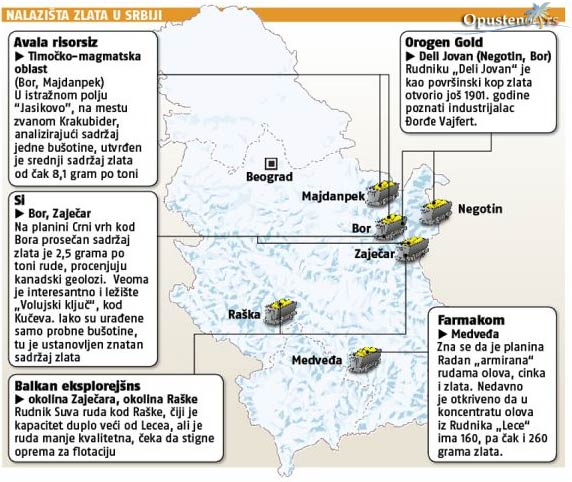 NALAZIŠTA ZLATA U SRBIJI
OpustenDAYS
Avala risorsiz
▶ Timočko-magmatska
oblast
(Bor, Majdanpek)
U istražnom polju
"Jasikovo", na mestu
zvanom Krakubider,
analizirajući sadržaj
jedne bušotine, utvrđen
je srednji sadržaj zlata
od čak 8,1 gram po toni
Orogen Gold
▶ Deli Jovan (Negotin, Bor)
Rudniku „Deli Jovan“ je
kao površinski kop zlata
otvorio još 1901. godine
poznati industrijalac
Đorđe Vajfert.
Si
▶ Bor, Zaječar
Na planini Crni vrh kod
Bora prosečan sadržaj
zlata je 2,5 grama po
toni rude, procenjuju
kanadski geolozi. Veoma
je interesantno i ležište
„Volujski ključ“, kod
Kučeva. Iako su urađene
samo probne bušotine,
tu je ustanovljen znatan
sadržaj zlata
Beograd
Majdanpek
Negotin
Bor
Zaječar
Raška
Medveđa
Balkan eksplorejšns
▶ okolina Zaječara, okolina Raške
Rudnik Suva ruda kod Raške, čiji je
kapacitet duplo veći od Lecea, ali je
ruda manje kvalitetna, čeka da stigne
oprema za flotaciju
Farmakom
▶ Medveđa
Zna se da je planina
Radan „armirana“
rudama olova, cinka
i zlata. Nedavno
je otkriveno da u
koncentratu olova
iz Rudnika „Lece“
ima 160, pa čak i 260
grama zlata.